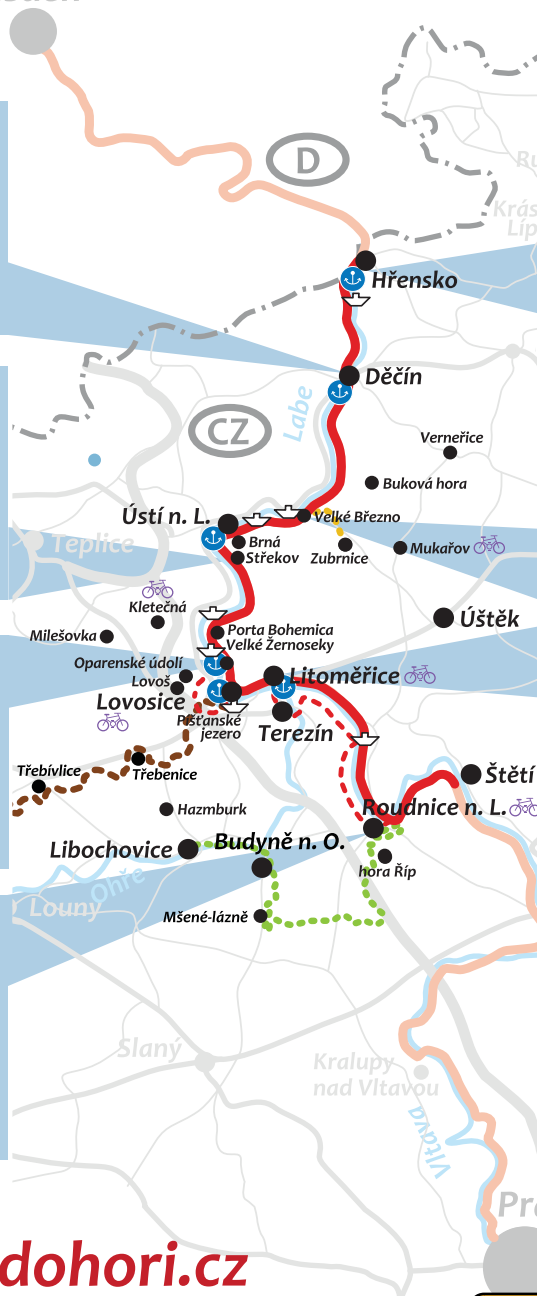 D
Hřensko
Děčín
Labe
CZ
Verneřice
Buková hora
Ústí n. L.
Velké Březno
Brná
Teplice
Střekov
Zubrnice
Mukařov
Kletečná
Úštěk
Milešovka
Porta Bohemica
Velké Žernoseky
Oparenské údolí
Lovoš
Litoměřice
Lovosice
Píšťanské
jezero
Terezín
Třebívlice
Třebenice
Štětí
Hazmburk
Roudnice n. L.
Libochovice
Budyně n. O.
hora Říp
Ohře
Louny
Mšené-lázně
Slaný
Kralupy
nad Vltavou
Vltava
dohori.cz